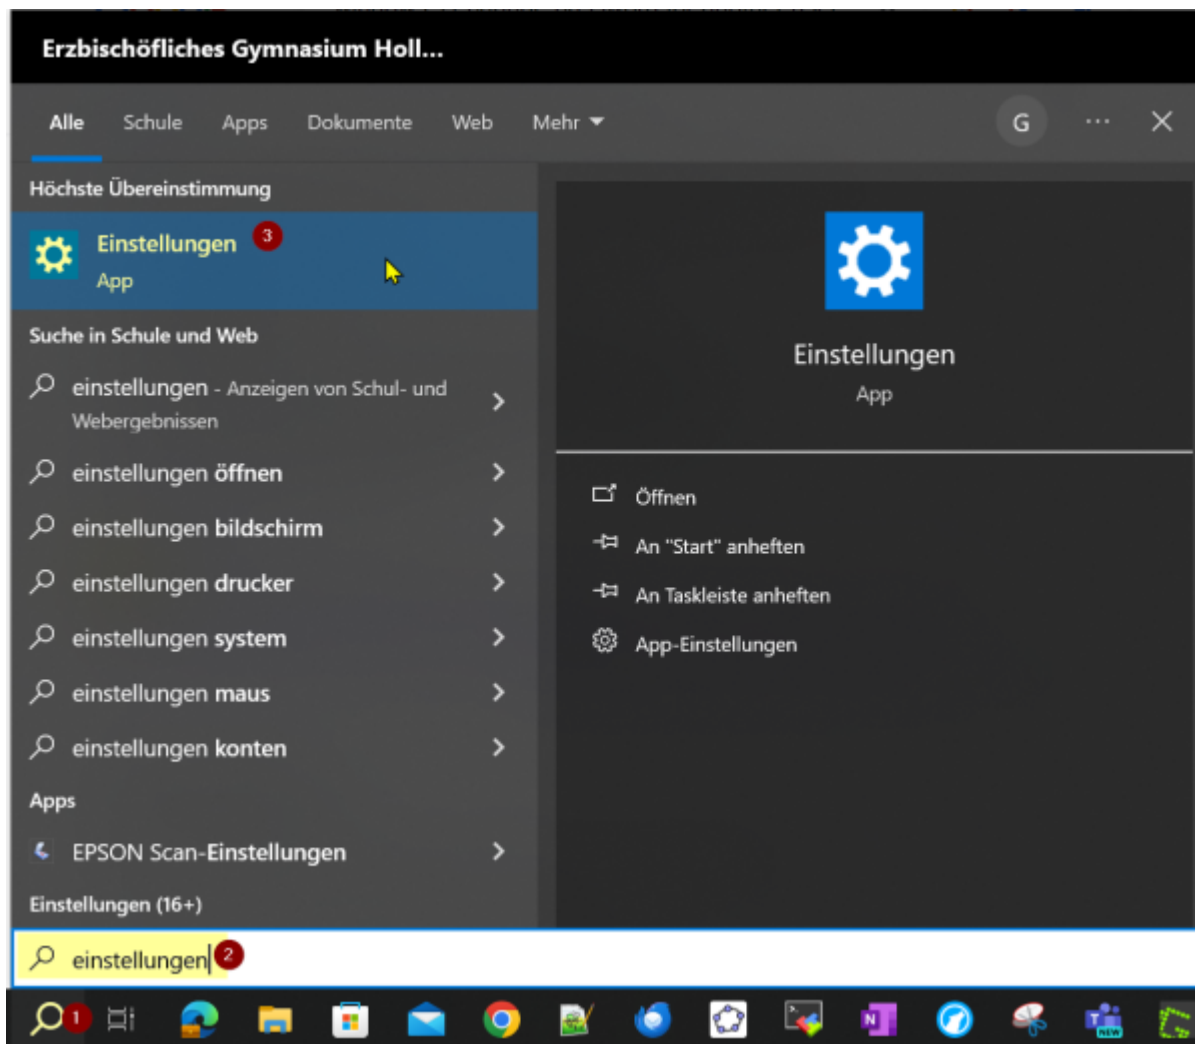 Erzbischöfliches Gymnasium Holl...
Alle Schule Apps Dokumente Web Mehr
G ...
Höchste Übereinstimmung
Einstellungen 3
App
Suche in Schule und Web
einstellungen - Anzeigen von Schul- und
Webergebnissen
einstellungen öffnen
einstellungen bildschirm
einstellungen drucker
einstellungen system
einstellungen maus
einstellungen konten
Apps
EPSON Scan-Einstellungen
Einstellungen (16+)
Einstellungen
App
Öffnen
An "Start" anheften
An Taskleiste anheften
App-Einstellungen
einstellungen 2
1
N
T
NEW